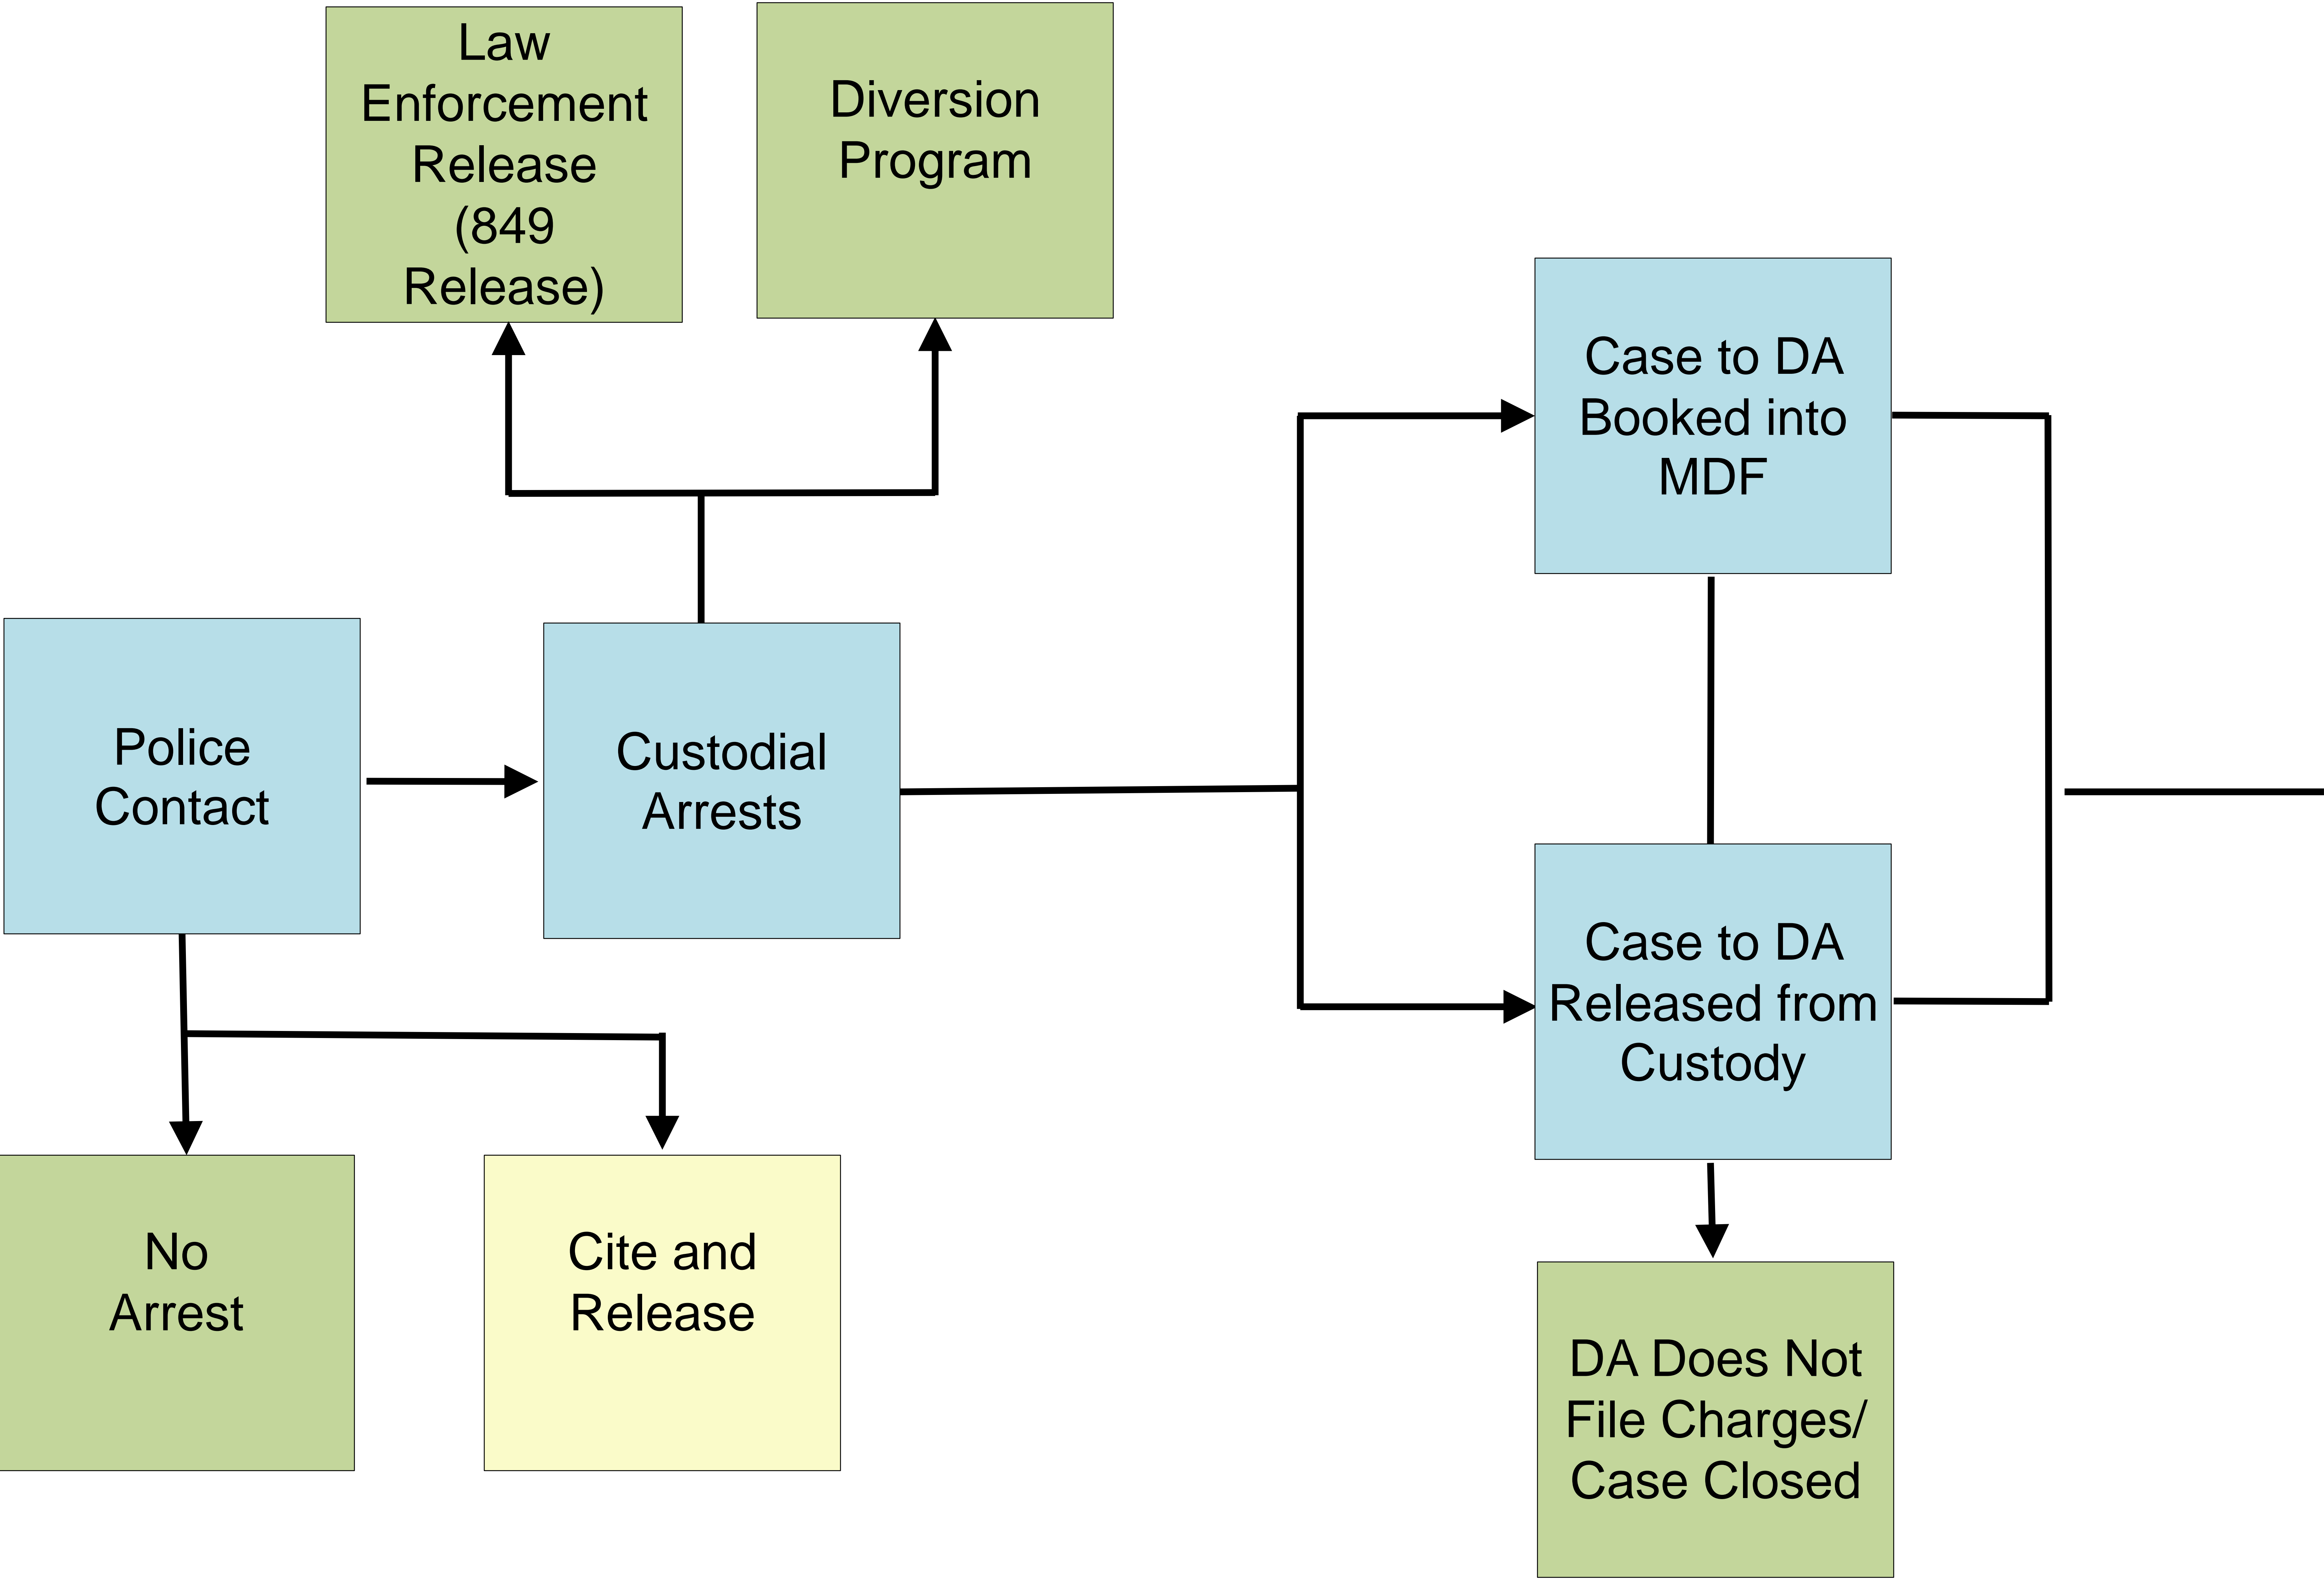 Law
Enforcement
Release
(849
Release)
Diversion
Program
Case to DA
Booked into
MDF
Police
Contact
Custodial
Arrests
Case to DA
Released from
Custody
No
Arrest
Cite and
Release
DA Does Not
File Charges/
Case Closed